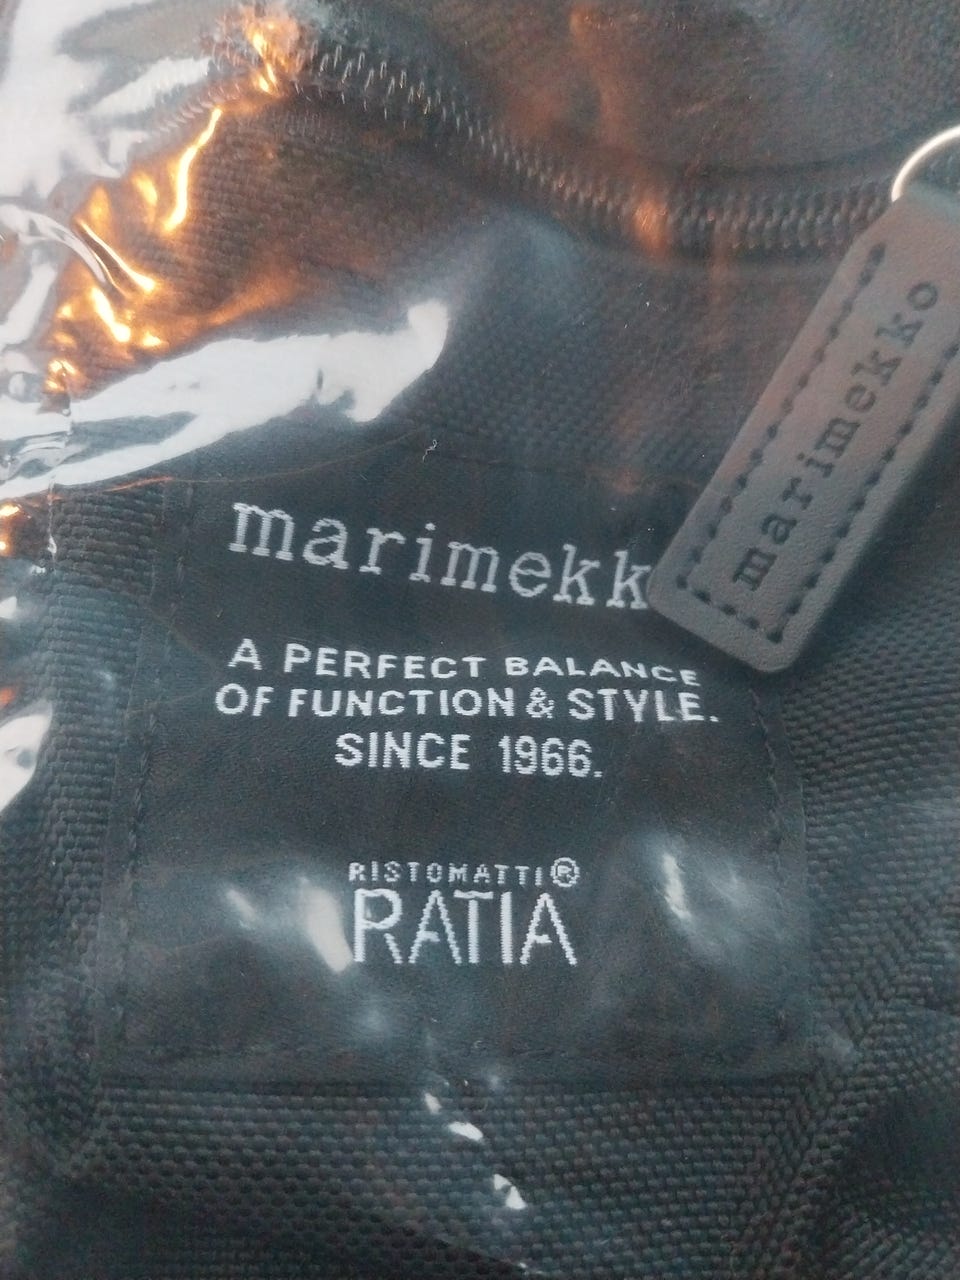 marimekko
marimekk
A PERFECT BALANCE
OF FUNCTION & STYLE.
SINCE 1966.
RISTOMATTI®
RATIA